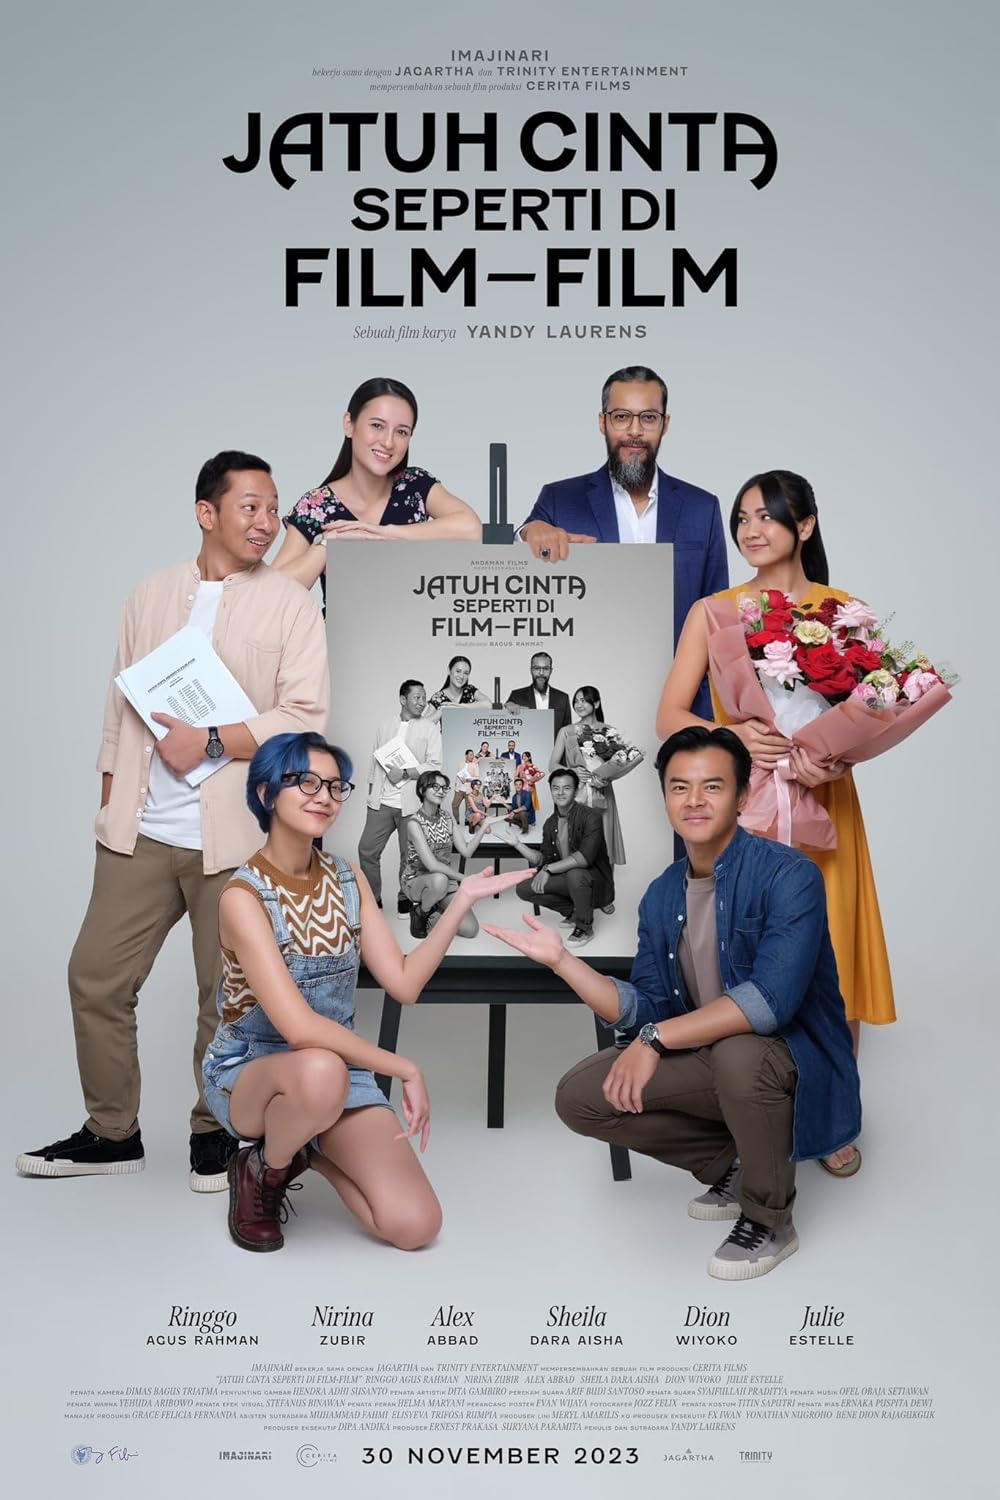 IMAJINARI
bekerja sama dengan JAGARTHA dan TRINITY ENTERTAINMENT
mempersembahkan sebuah film produksi CERITA FILMS
JATUH CINTA
SEPERTI DI
FILM–FILM
Sebuah film karya YANDY LAURENS
ANDAMAN FILMS
JATUH CINTA
SEPERTI DI
FILM–FILM
BAGUS RAHMAT
JATUH CINTA
SEPERTI DI
FILM–FILM
Ringgo
AGUS RAHMAN
Nirina
ZUBIR
Alex
ABBAD
Sheila
DARA AISHA
Dion
WIYOKO
Julie
ESTELLE
IMAJINARI BEKERJA SAMA DENGAN JAGARTHA DAN TRINITY ENTERTAINMENT MEMPERSEMBAHKAN SEBUAH FILM PRODUKSI CERITA FILMS
"JATUH CINTA SEPERTI DI FILM-FILM" RINGGO AGUS RAHMAN NIRINA ZUBIR ALEX ABBAD SHEILA DARA AISHA DION WIYOKO JULIE ESTELLE
PENATA KAMERA DIMAS BAGUS TRIATMA PENYUNTING GAMBAR HENDRA ADHI SUSANTO PENATA ARTISTIK DITA GAMBIRO PEREKAM SUARA ARIF BUDI SANTOSO PENATA SUARA SYAIFULLAH PRADITYA PENATA MUSIK OFEL OBAJA SETIAWAN
PENATA WARNA YEHUDA ARIBOWO PENATA EFEK VISUAL STEFANUS BINAWAN PENATA PERAN HELMA MARYANI PERANCANG POSTER EVAN WIJAYA FOTOGRAFER JOZZ FELIX PENATA KOSTUM TITIN SAPUTRI PENATA RIAS ERNAKA PUSPITA DEWI
MANAJER PRODUKSI GRACE FELICIA FERNANDA ASISTEN SUTRADARA MUHAMMAD FAHMI ELISYEVA TRIFOSA RUMPIA PRODUSER LINI MERYL AMARILIS KO-PRODUSER EKSEKUTIF FX IWAN YONATHAN NUGROHO BENE DION RAJAGUKGUK
PRODUSER EKSEKUTIF DIPA ANDIKA PRODUSER ERNEST PRAKASA SURYANA PARAMITA PENULIS DAN SUTRADARA YANDY LAURENS
IMAJINARI
CERITA FILMS
30 NOVEMBER 2023
JAGARTHA
TRINITY